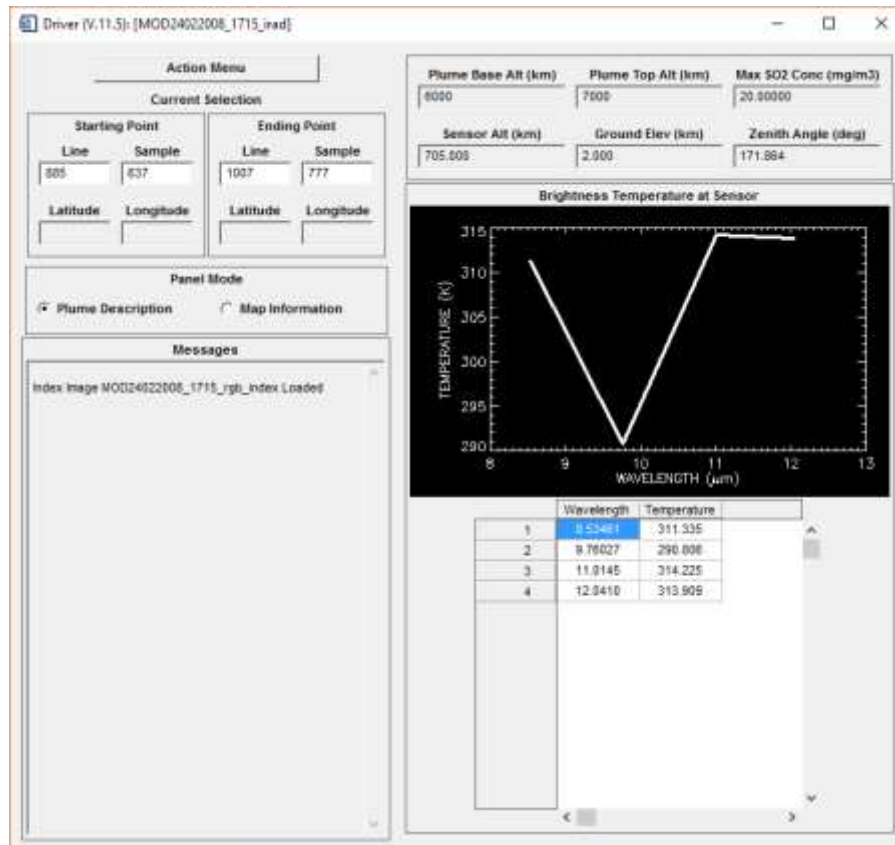 Driver (V.11.5): [MOD24022008_1715_irad]
Action Menu
Current Selection
Starting Point
Ending Point
Line Sample
Line Sample
885 637
1007 777
Latitude Longitude
Latitude Longitude
Panel Mode
Plume Description Map Information
Messages
Index Image MOD24022008_1715_rgb_index Loaded
Plume Base Alt (km) Plume Top Alt (km) Max SO2 Conc (mg/m3)
6000 7000 20.00000
Sensor Alt (km) Ground Elev (km) Zenith Angle (deg)
705.000 2.000 171.864
Brightness Temperature at Sensor
315
310
305
300
295
290
TEMPERATURE (K)
8 9 10 11 12 13
WAVELENGTH (μm)
Wavelength Temperature
1 8.53461 311.335
2 9.76027 290.808
3 11.0145 314.225
4 12.0410 313.909